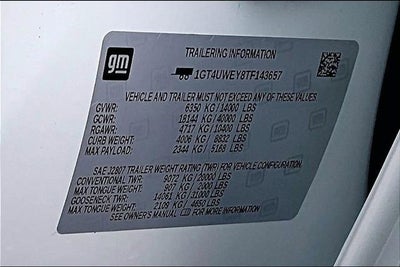 gm
TRAILERING INFORMATION
1GT4UWEY8TF143657
VEHICLE AND TRAILER MUST NOT EXCEED ANY OF THESE VALUES
GVWR: 6350 KG/14000 LBS
GCWR: 18144 KG/40000 LBS
RGAWR: 4717 KG/10400 LBS
CURB WEIGHT: 4006 KG/8832 LBS
MAX PAYLOAD: 2344 KG/5168 LBS
SAE J2807 TRAILER WEIGHT RATING (TWR) FOR VEHICLE CONFIGURATION.
CONVENTIONAL TWR: 9072 KG/20000 LBS
MAX TONGUE WEIGHT: 907 KG/2000 LBS
GOOSENECK TWR: 14061 KG/31000 LBS
MAX TONGUE WEIGHT: 2109 KG/4650 LBS
SEE OWNER'S MANUAL FOR MORE INFORMATION